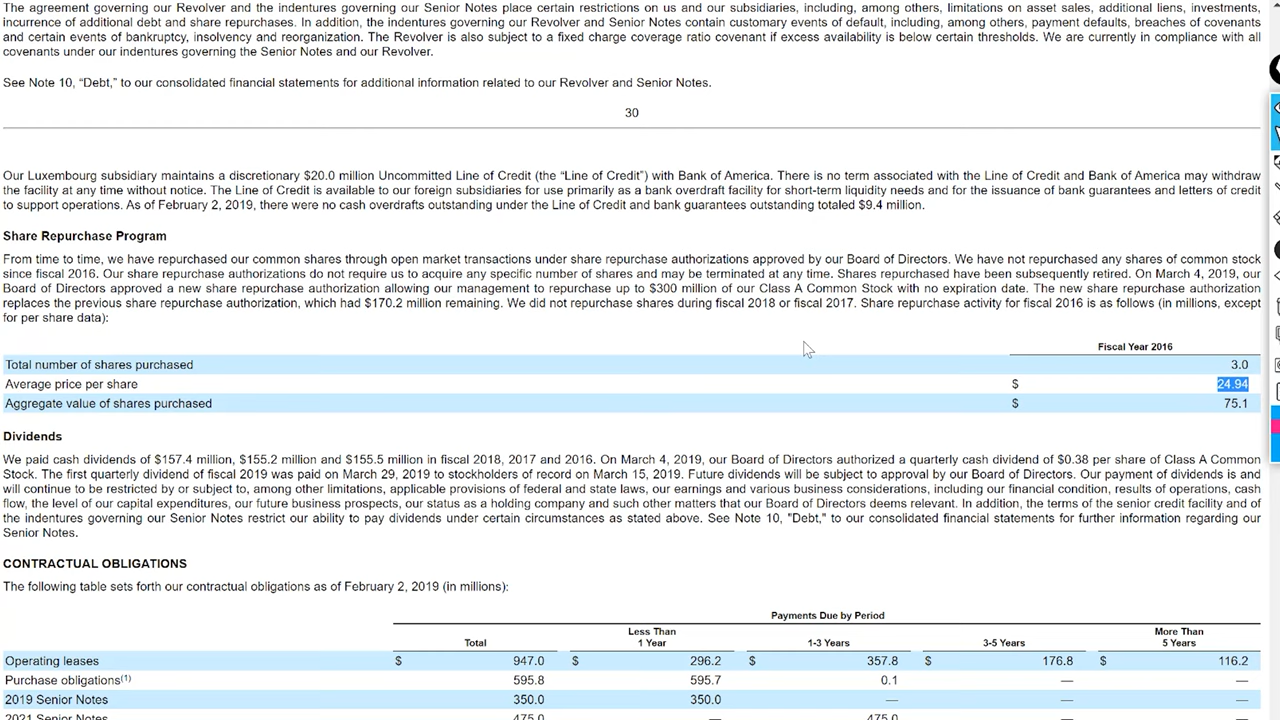 The agreement governing our Revolver and the indentures governing our Senior Notes place certain restrictions on us and our subsidiaries, including, among others, limitations on asset sales, additional liens, investments,
incurrence of additional debt and share repurchases. In addition, the indentures governing our Revolver and Senior Notes contain customary events of default, including, among others, payment defaults, breaches of covenants
and certain events of bankruptcy, insolvency and reorganization. The Revolver is also subject to a fixed charge coverage ratio covenant if excess availability is below certain thresholds. We are currently in compliance with all
covenants under our indentures governing the Senior Notes and our Revolver.
See Note 10, “Debt,” to our consolidated financial statements for additional information related to our Revolver and Senior Notes.
30
Our Luxembourg subsidiary maintains a discretionary $20.0 million Uncommitted Line of Credit (the “Line of Credit”) with Bank of America. There is no term associated with the Line of Credit and Bank of America may withdraw
the facility at any time without notice. The Line of Credit is available to our foreign subsidiaries for use primarily as a bank overdraft facility for short-term liquidity needs and for the issuance of bank guarantees and letters of credit
to support operations. As of February 2, 2019, there were no cash overdrafts outstanding under the Line of Credit and bank guarantees outstanding totaled $9.4 million.
Share Repurchase Program
From time to time, we have repurchased our common shares through open market transactions under share repurchase authorizations approved by our Board of Directors. We have not repurchased any shares of common stock
since fiscal 2016. Our share repurchase authorizations do not require us to acquire any specific number of shares and may be terminated at any time. Shares repurchased have been subsequently retired. On March 4, 2019, our
Board of Directors approved a new share repurchase authorization allowing our management to repurchase up to $300 million of our Class A Common Stock with no expiration date. The new share repurchase authorization
replaces the previous share repurchase authorization, which had $170.2 million remaining. We did not repurchase shares during fiscal 2018 or fiscal 2017. Share repurchase activity for fiscal 2016 is as follows (in millions, except
for per share data):
Fiscal Year 2016
Total number of shares purchased 3.0
Average price per share $ 24.94
Aggregate value of shares purchased $ 75.1
Dividends
We paid cash dividends of $157.4 million, $155.2 million and $155.5 million in fiscal 2018, 2017 and 2016. On March 4, 2019, our Board of Directors authorized a quarterly cash dividend of $0.38 per share of Class A Common
Stock. The first quarterly dividend of fiscal 2019 was paid on March 29, 2019 to stockholders of record on March 15, 2019. Future dividends will be subject to approval by our Board of Directors. Our payment of dividends is and
will continue to be restricted by or subject to, among other limitations, applicable provisions of federal and state laws, our earnings and various business considerations, including our financial condition, results of operations, cash
flow, the level of our capital expenditures, our future business prospects, our status as a holding company and such other matters that our Board of Directors deems relevant. In addition, the terms of the senior credit facility and of
the indentures governing our Senior Notes restrict our ability to pay dividends under certain circumstances as stated above. See Note 10, "Debt," to our consolidated financial statements for further information regarding our
Senior Notes.
CONTRACTUAL OBLIGATIONS
The following table sets forth our contractual obligations as of February 2, 2019 (in millions):
Payments Due by Period
Total Less Than 1 Year 1-3 Years 3-5 Years More Than 5 Years
Operating leases $ 947.0 $ 296.2 $ 357.8 $ 176.8 $ 116.2
Purchase obligations(1) 595.8 595.7 0.1 — —
2019 Senior Notes 350.0 350.0 — — —
2021 Senior Notes 475.0 — 475.0 — —